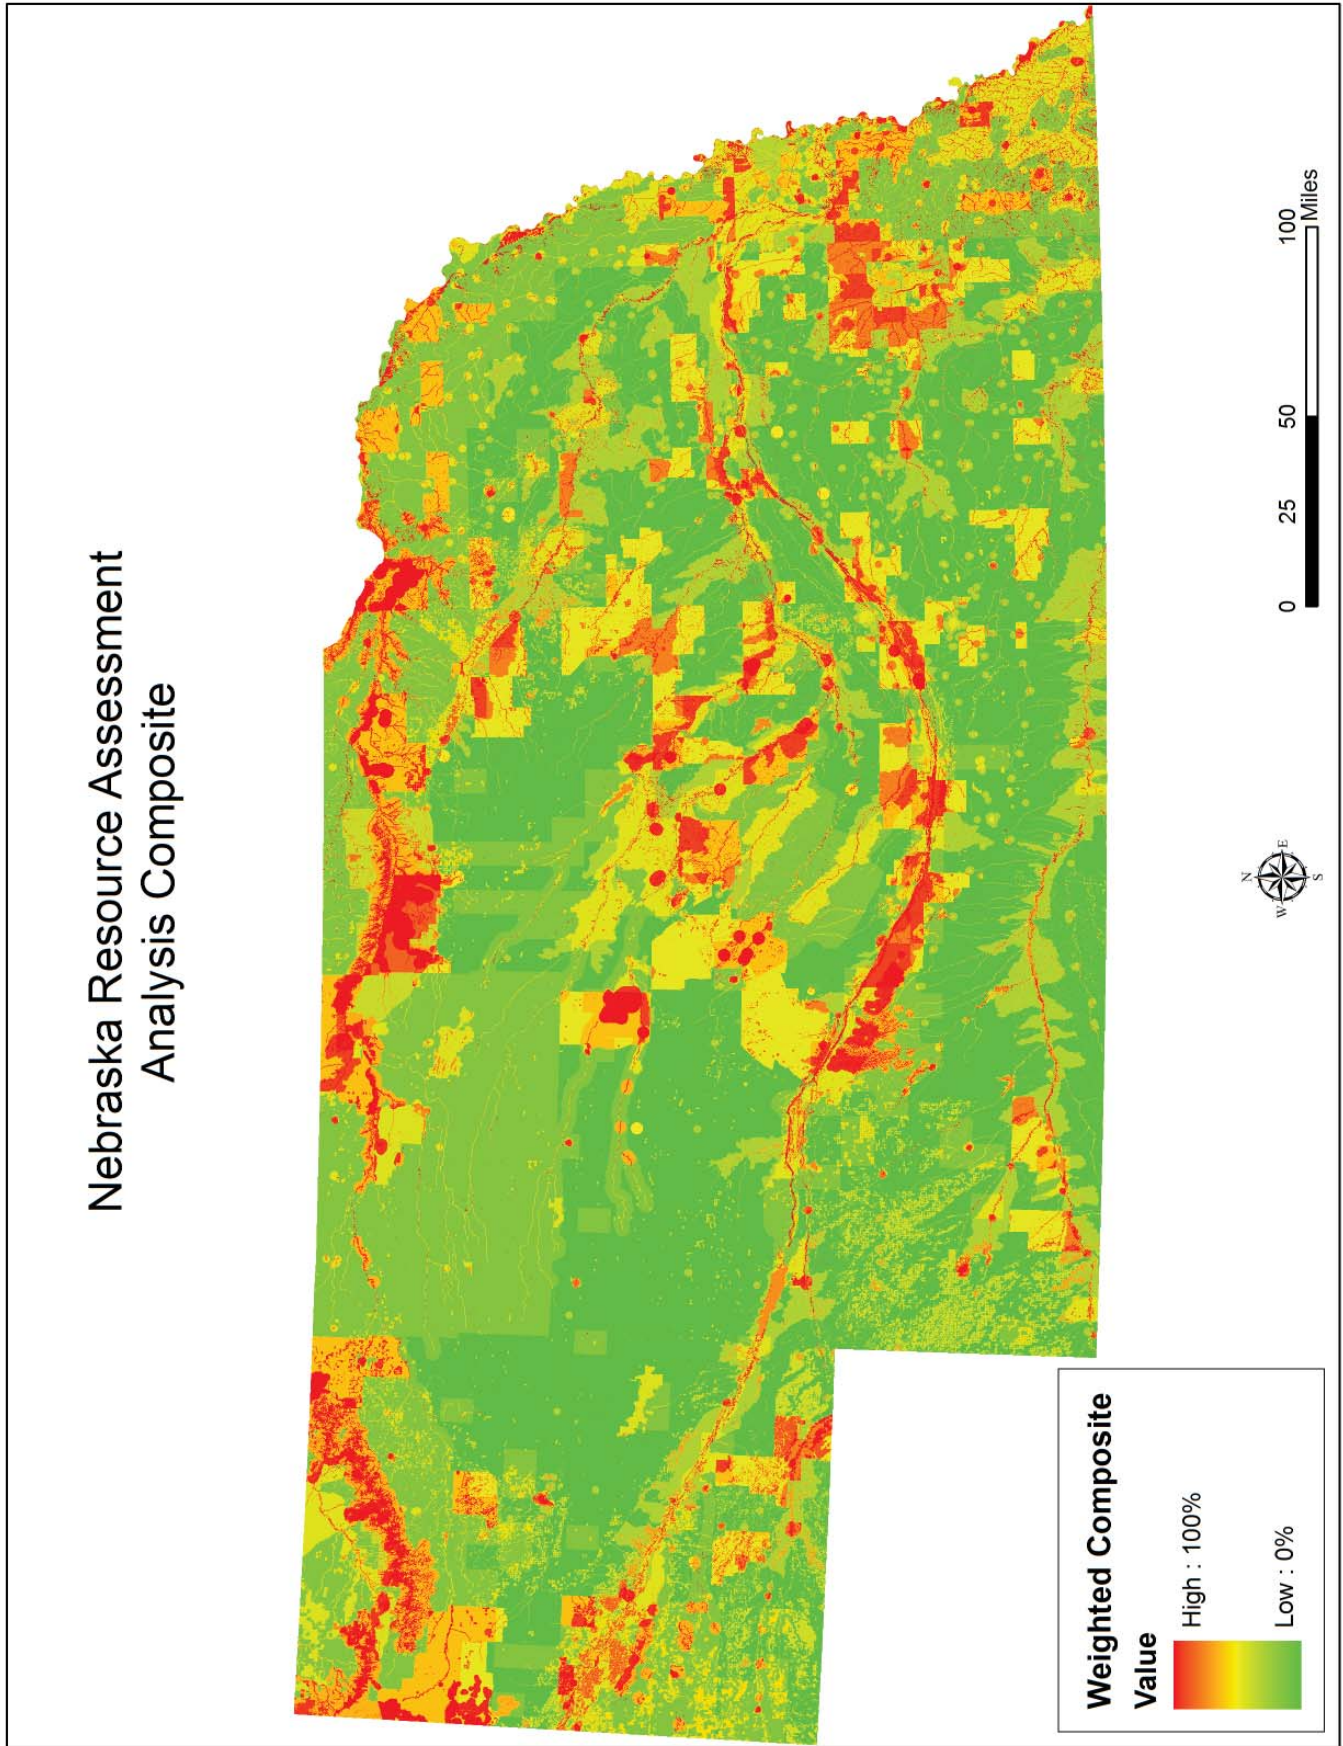 Nebraska Resource Assessment
Analysis Composite
Weighted Composite
Value
High : 100%
Low : 0%
N
W
E
S
0
25
50
100
Miles